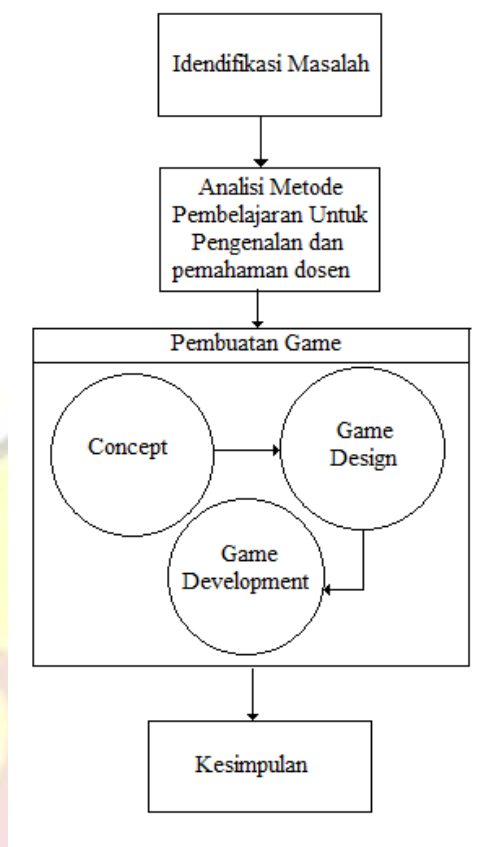 Idendifikasi Masalah
Analisi Metode
Pembelajaran Untuk
Pengenalan dan
pemahaman dosen
Pembuatan Game
Concept
Game
Design
Game
Development
Kesimpulan